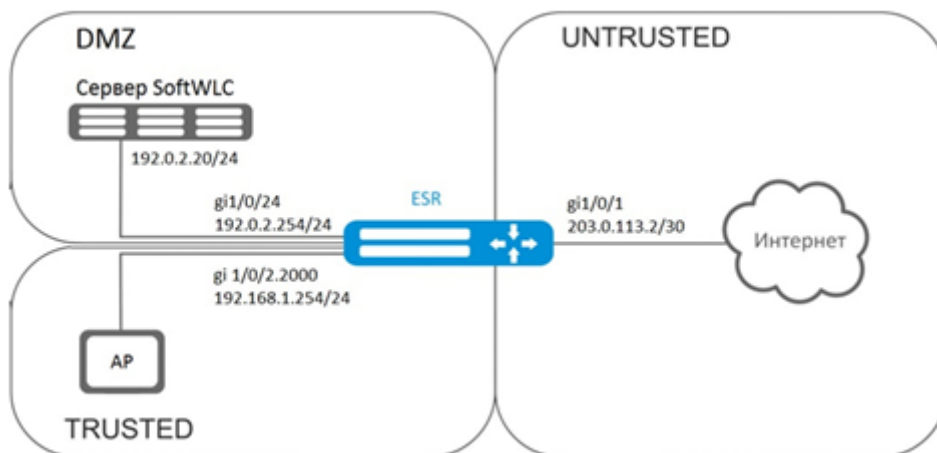 DMZ
UNTRUSTED
Сервер SoftWLC
192.0.2.20/24
gi1/0/24
192.0.2.254/24
ESR
gi1/0/1
203.0.113.2/30
Интернет
gi 1/0/2.2000
192.168.1.254/24
AP
TRUSTED